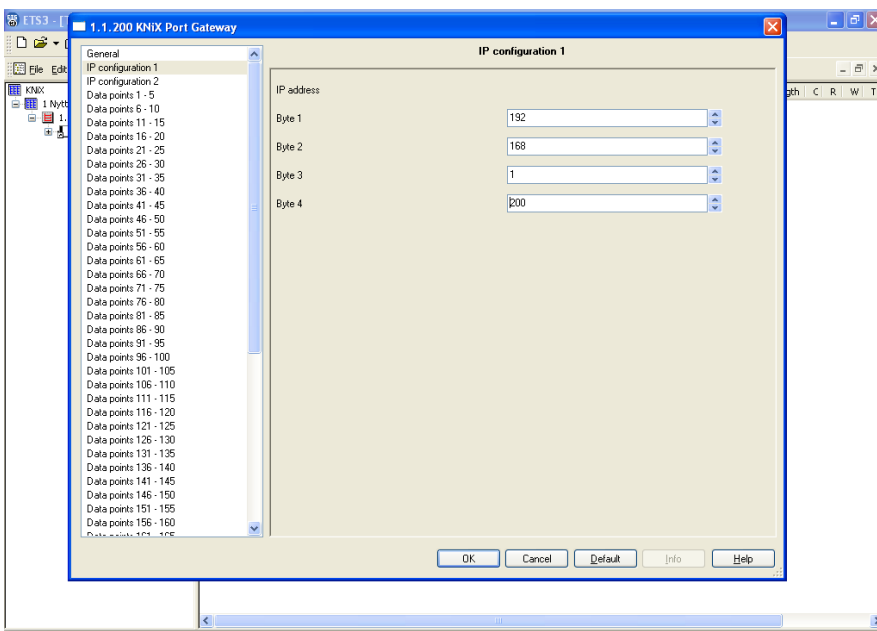 ETS3 - [
1.1.200 KNiX Port Gateway
File Edit
KNiX
1 Nytt
1.
gth C R W T
General
IP configuration 1
IP configuration 2
Data points 1 - 5
Data points 6 - 10
Data points 11 - 15
Data points 16 - 20
Data points 21 - 25
Data points 26 - 30
Data points 31 - 35
Data points 36 - 40
Data points 41 - 45
Data points 46 - 50
Data points 51 - 55
Data points 56 - 60
Data points 61 - 65
Data points 66 - 70
Data points 71 - 75
Data points 76 - 80
Data points 81 - 85
Data points 86 - 90
Data points 91 - 95
Data points 96 - 100
Data points 101 - 105
Data points 106 - 110
Data points 111 - 115
Data points 116 - 120
Data points 121 - 125
Data points 126 - 130
Data points 131 - 135
Data points 136 - 140
Data points 141 - 145
Data points 146 - 150
Data points 151 - 155
Data points 156 - 160
Data points 161 - 165
IP configuration 1
IP address
Byte 1 192
Byte 2 168
Byte 3 1
Byte 4 200
OK Cancel Default Info Help